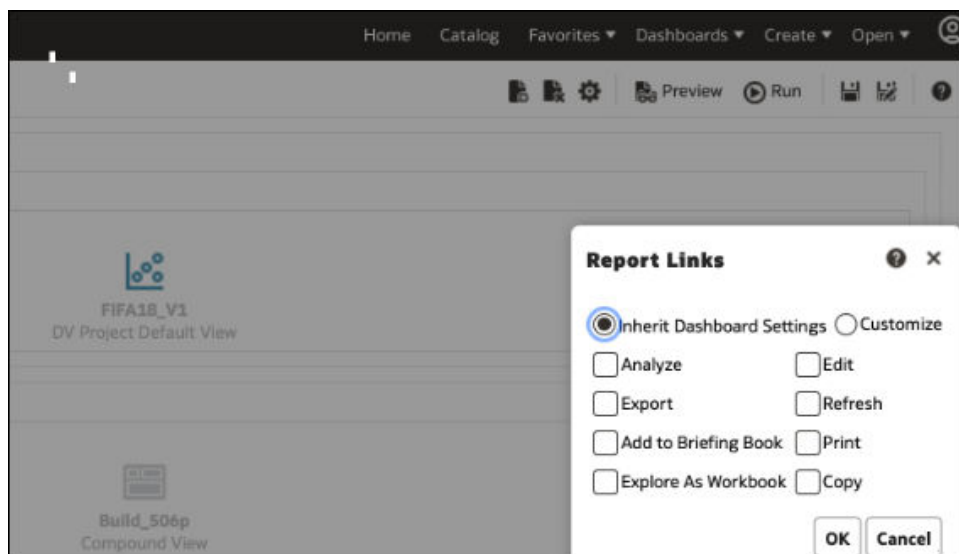 Home Catalog Favorites Dashboards Create Open
Preview Run
FIFA18_V1
DV Project Default View
Build_506p
Compound View
Report Links
Inherit Dashboard Settings Customize
Analyze Edit
Export Refresh
Add to Briefing Book Print
Explore As Workbook Copy
OK Cancel